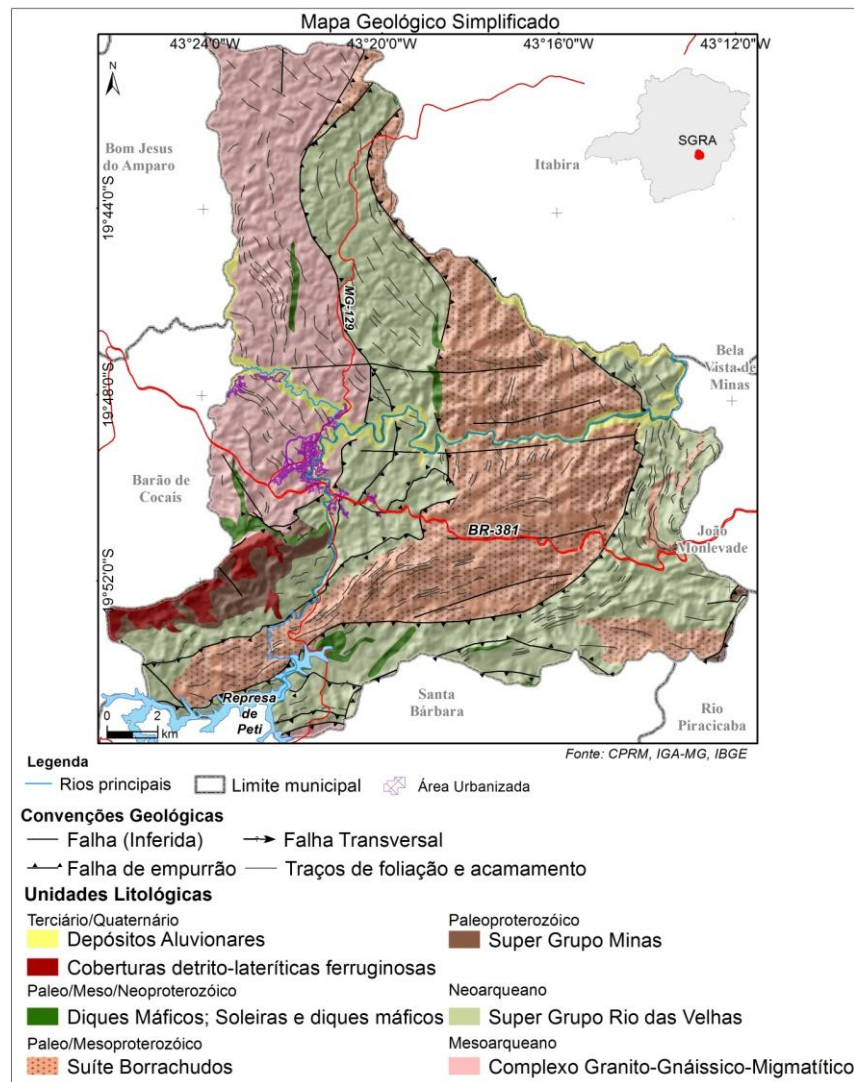 Mapa Geológico Simplificado
43°24'0"W 43°20'0"W 43°16'0"W 43°12'0"W
N
SGRA
Bom Jesus
do Amparo
Itabira
19°44'0"S
MG-129
Bela
Vista de
Minas
19°48'0"S
Barão de
Cocais
BR-381
João
Monlevade
19°52'0"S
Represa
de
Peti
Santa
Bárbara
Rio
Piracicaba
0 2
km
Fonte: CPRM, IGA-MG, IBGE
Legenda
Rios principais Limite municipal Área Urbanizada
Convenções Geológicas
Falha (Inferida) Falha Transversal
Falha de empurrão Traços de foliação e acamamento
Unidades Litológicas
Terciário/Quaternário Paleoproterozóico
Depósitos Aluvionares Super Grupo Minas
Coberturas detrito-lateríticas ferruginosas
Paleo/Meso/Neoproterozóico Neoarqueano
Diques Máficos; Soleiras e diques máficos Super Grupo Rio das Velhas
Paleo/Mesoproterozóico Mesoarqueano
Suíte Borrachudos Complexo Granito-Gnáissico-Migmatítico